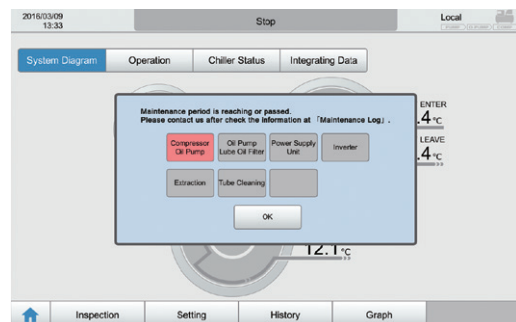 2016/03/09
13:33
Stop
Local
System Diagram
Operation
Chiller Status
Integrating Data
ENTER
.4 °C
LEAVE
.4 °C
Maintenance period is reaching or passed.
Please contact us after check the information at 「Maintenance Log」.
Compressor
Oil Pump
Oil Pump
Lube Oil Filter
Power Supply
Unit
Inverter
Extraction
Tube Cleaning
OK
12.1 °C
Inspection
Setting
History
Graph